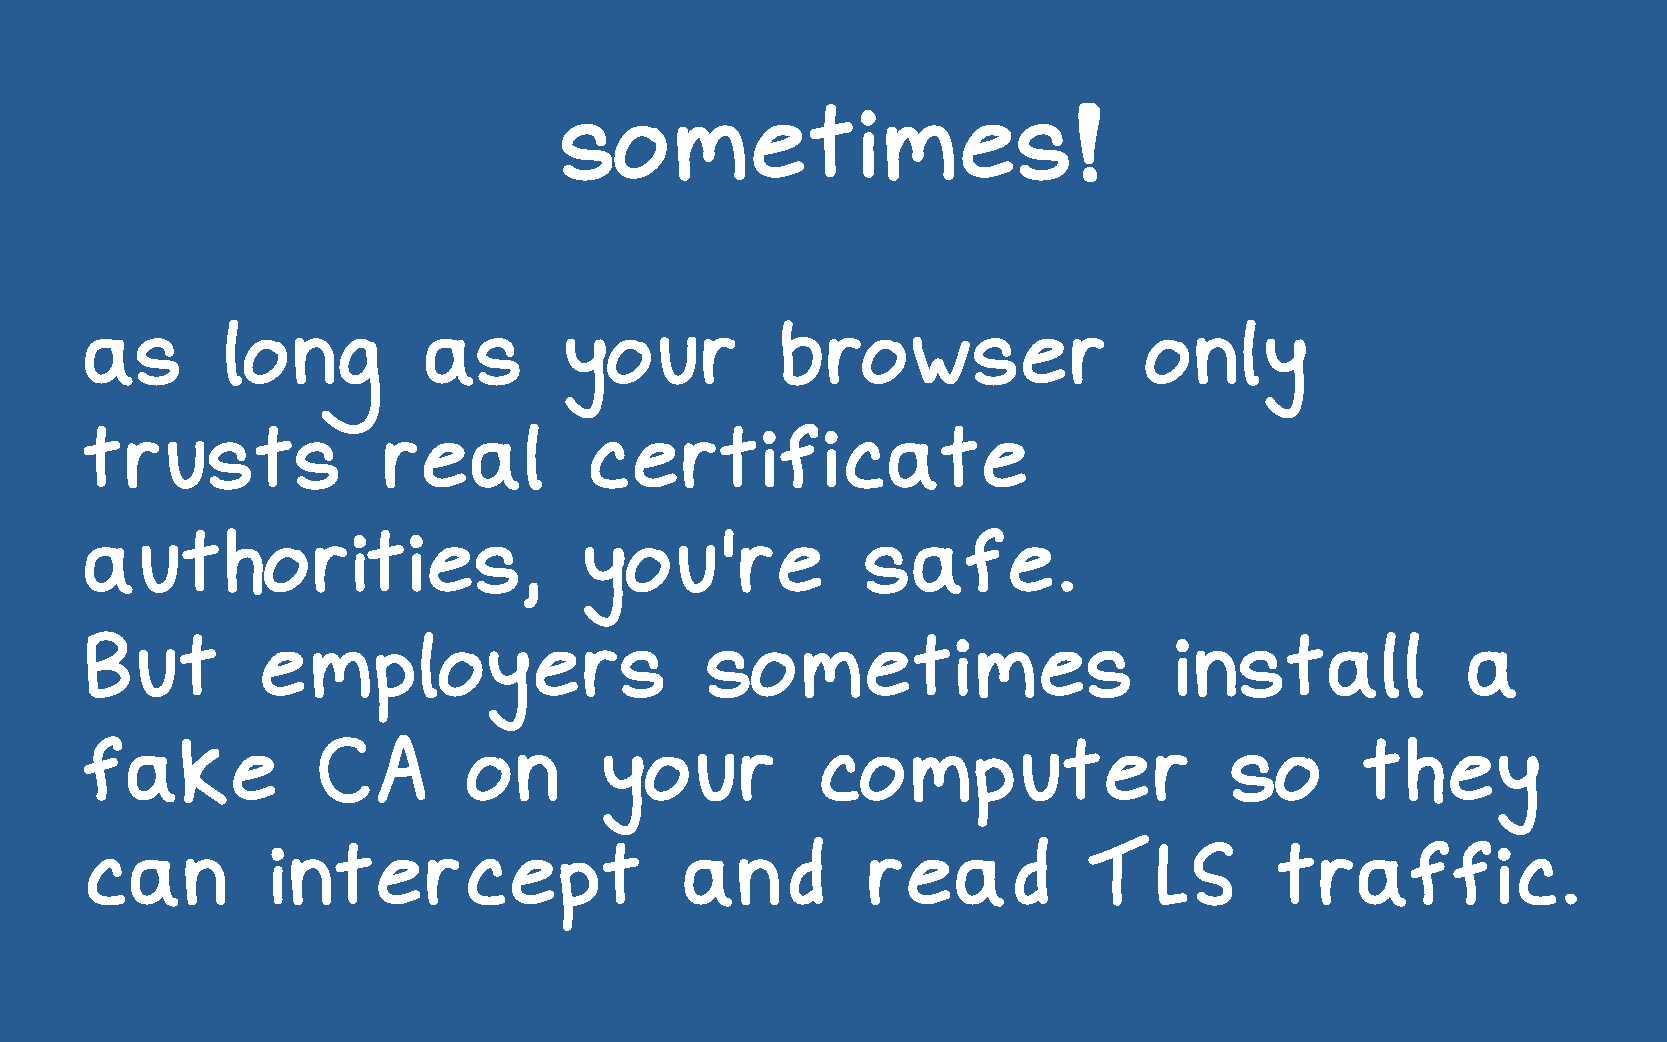 sometimes!
as long as your browser only
trusts real certificate
authorities, you're safe.
But employers sometimes install a
fake CA on your computer so they
can intercept and read TLS traffic.